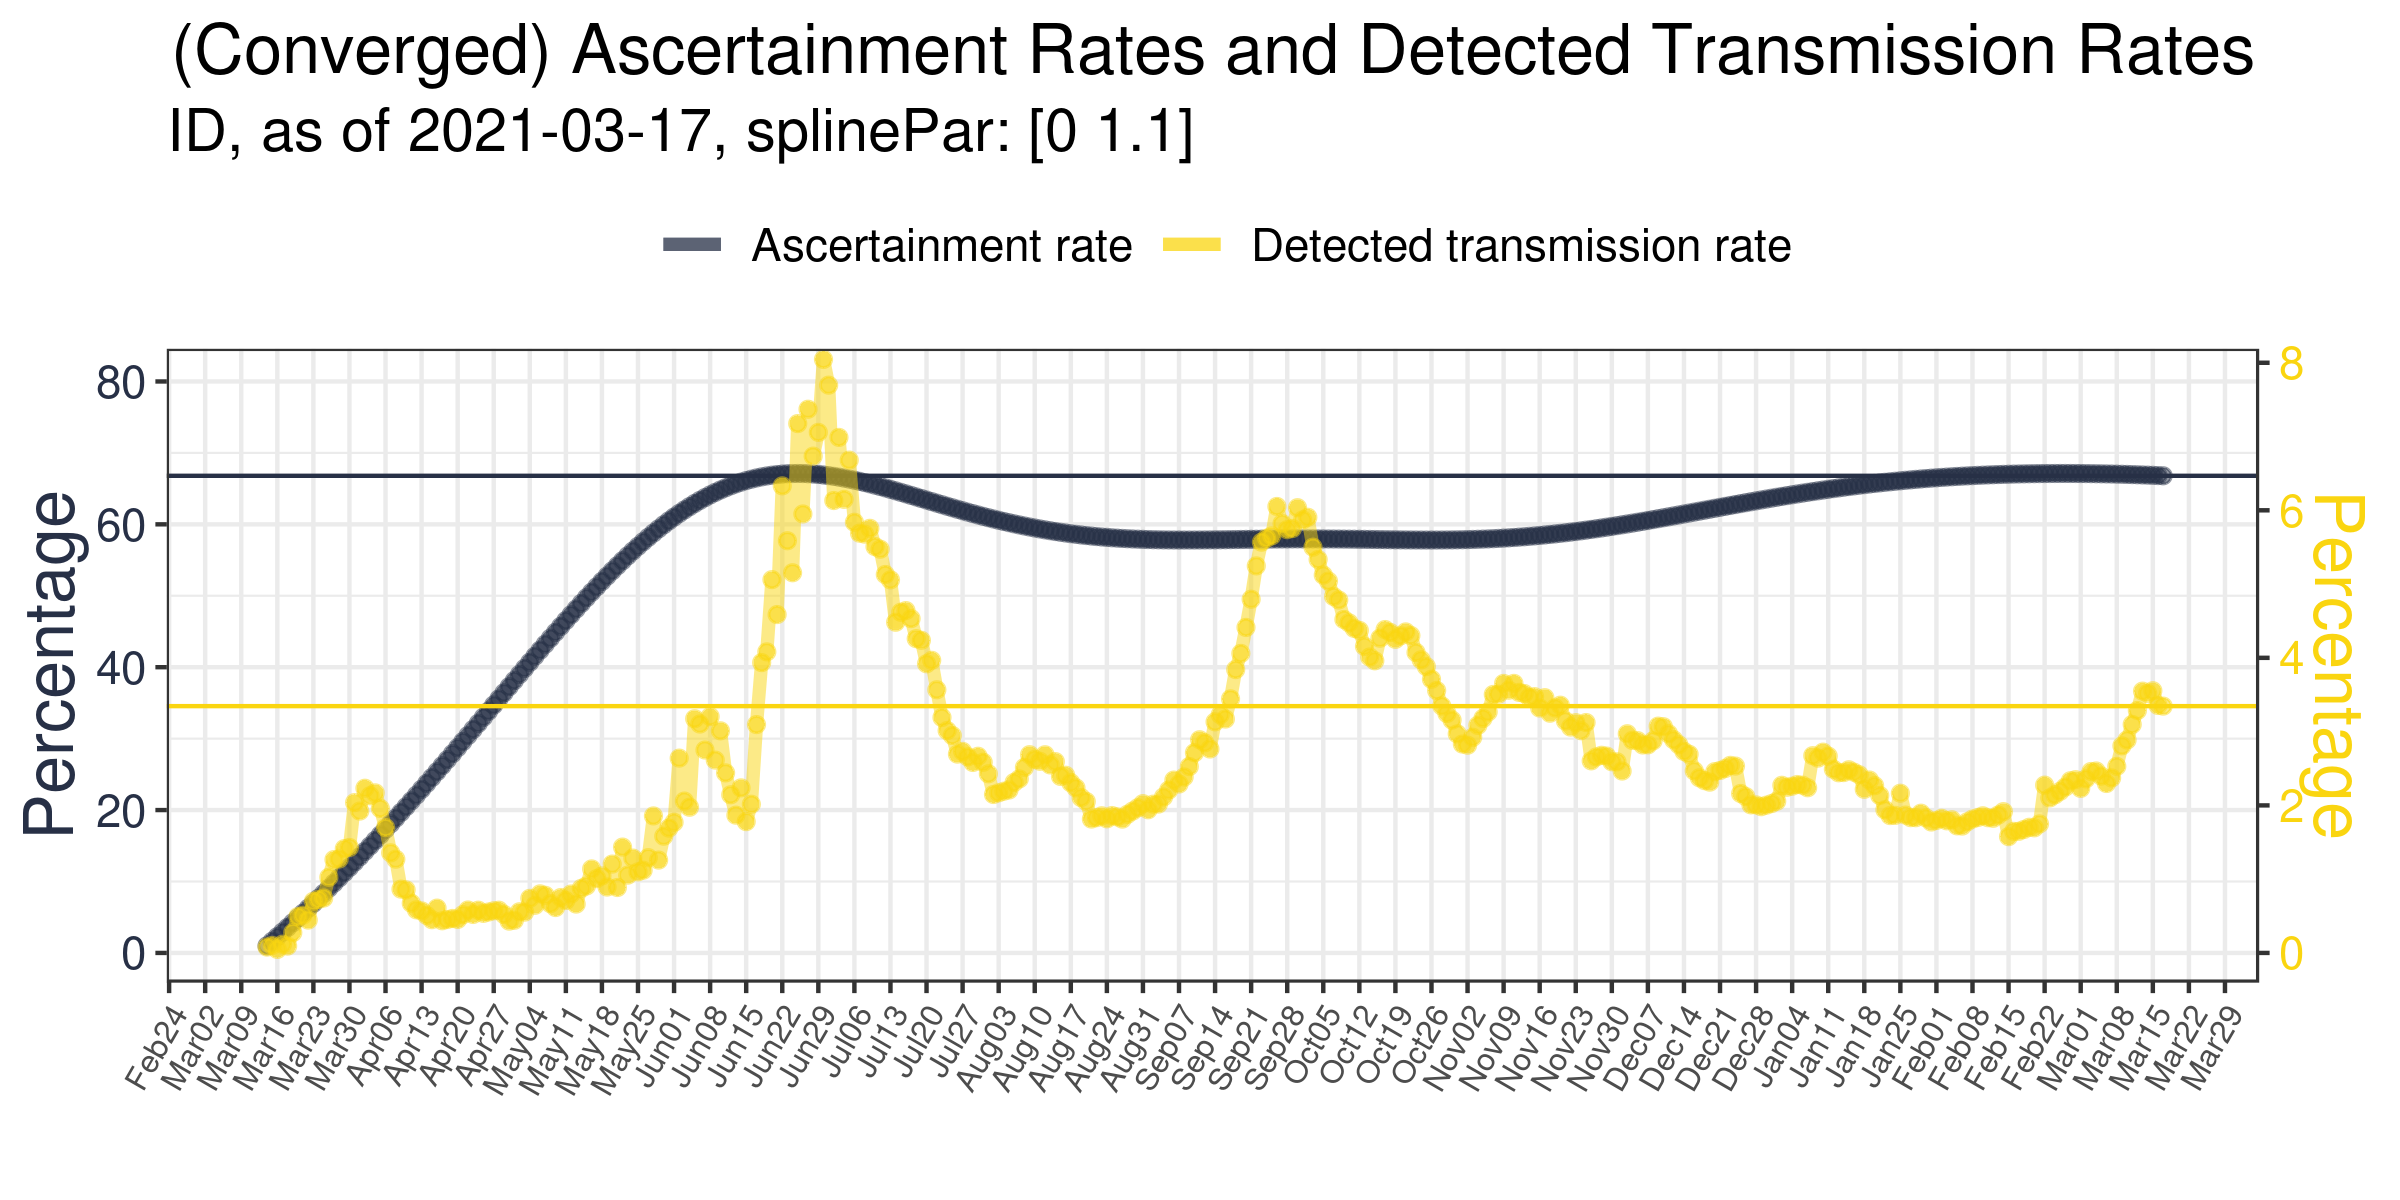 (Converged) Ascertainment Rates and Detected Transmission Rates
ID, as of 2021-03-17, splinePar: [0 1.1]
Ascertainment rate
Detected transmission rate
Percentage
80
60
40
20
0
8
6
4
2
0
Percentage
Feb24
Mar02
Mar09
Mar16
Mar23
Mar30
Apr06
Apr13
Apr20
Apr27
May04
May11
May18
May25
Jun01
Jun08
Jun15
Jun22
Jun29
Jul06
Jul13
Jul20
Jul27
Aug03
Aug10
Aug17
Aug24
Aug31
Sep07
Sep14
Sep21
Sep28
Oct05
Oct12
Oct19
Oct26
Nov02
Nov09
Nov16
Nov23
Nov30
Dec07
Dec14
Dec21
Dec28
Jan04
Jan11
Jan18
Jan25
Feb01
Feb08
Feb15
Feb22
Mar01
Mar08
Mar15
Mar22
Mar29